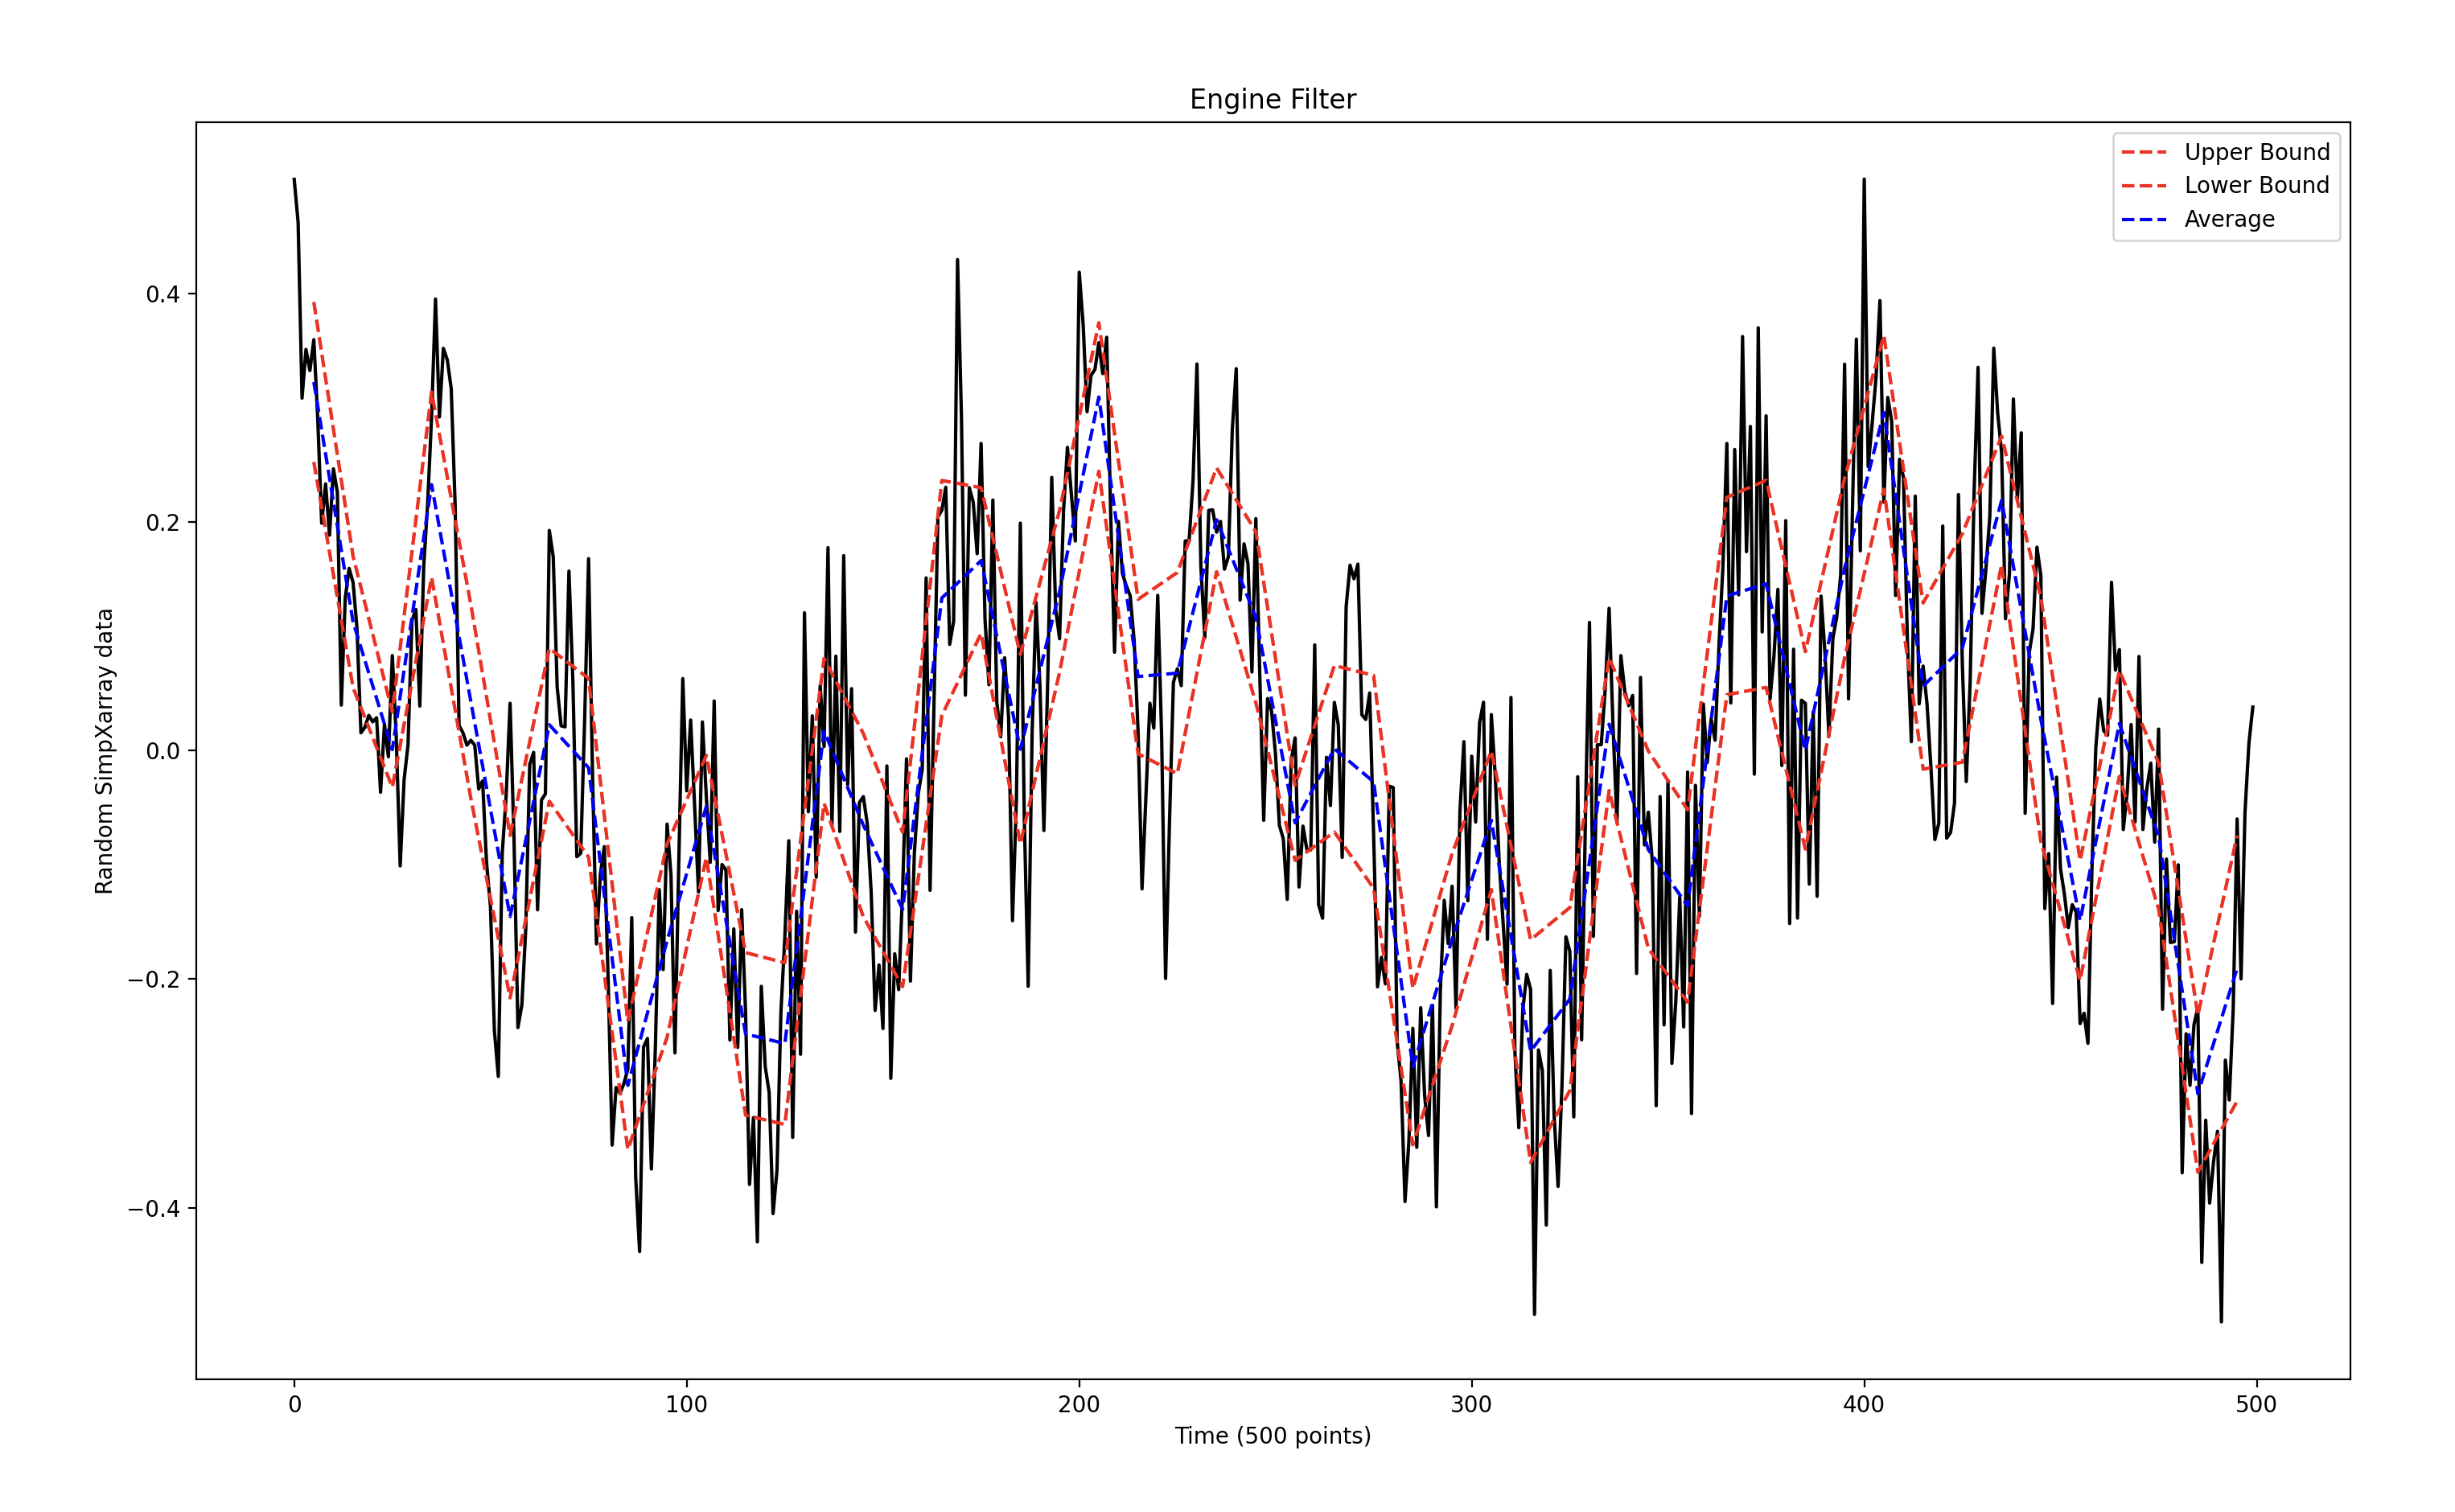 Engine Filter
Upper Bound
Lower Bound
Average
Random SimpXarray data
0.4
0.2
0.0
−0.2
−0.4
0 100 200 300 400 500
Time (500 points)